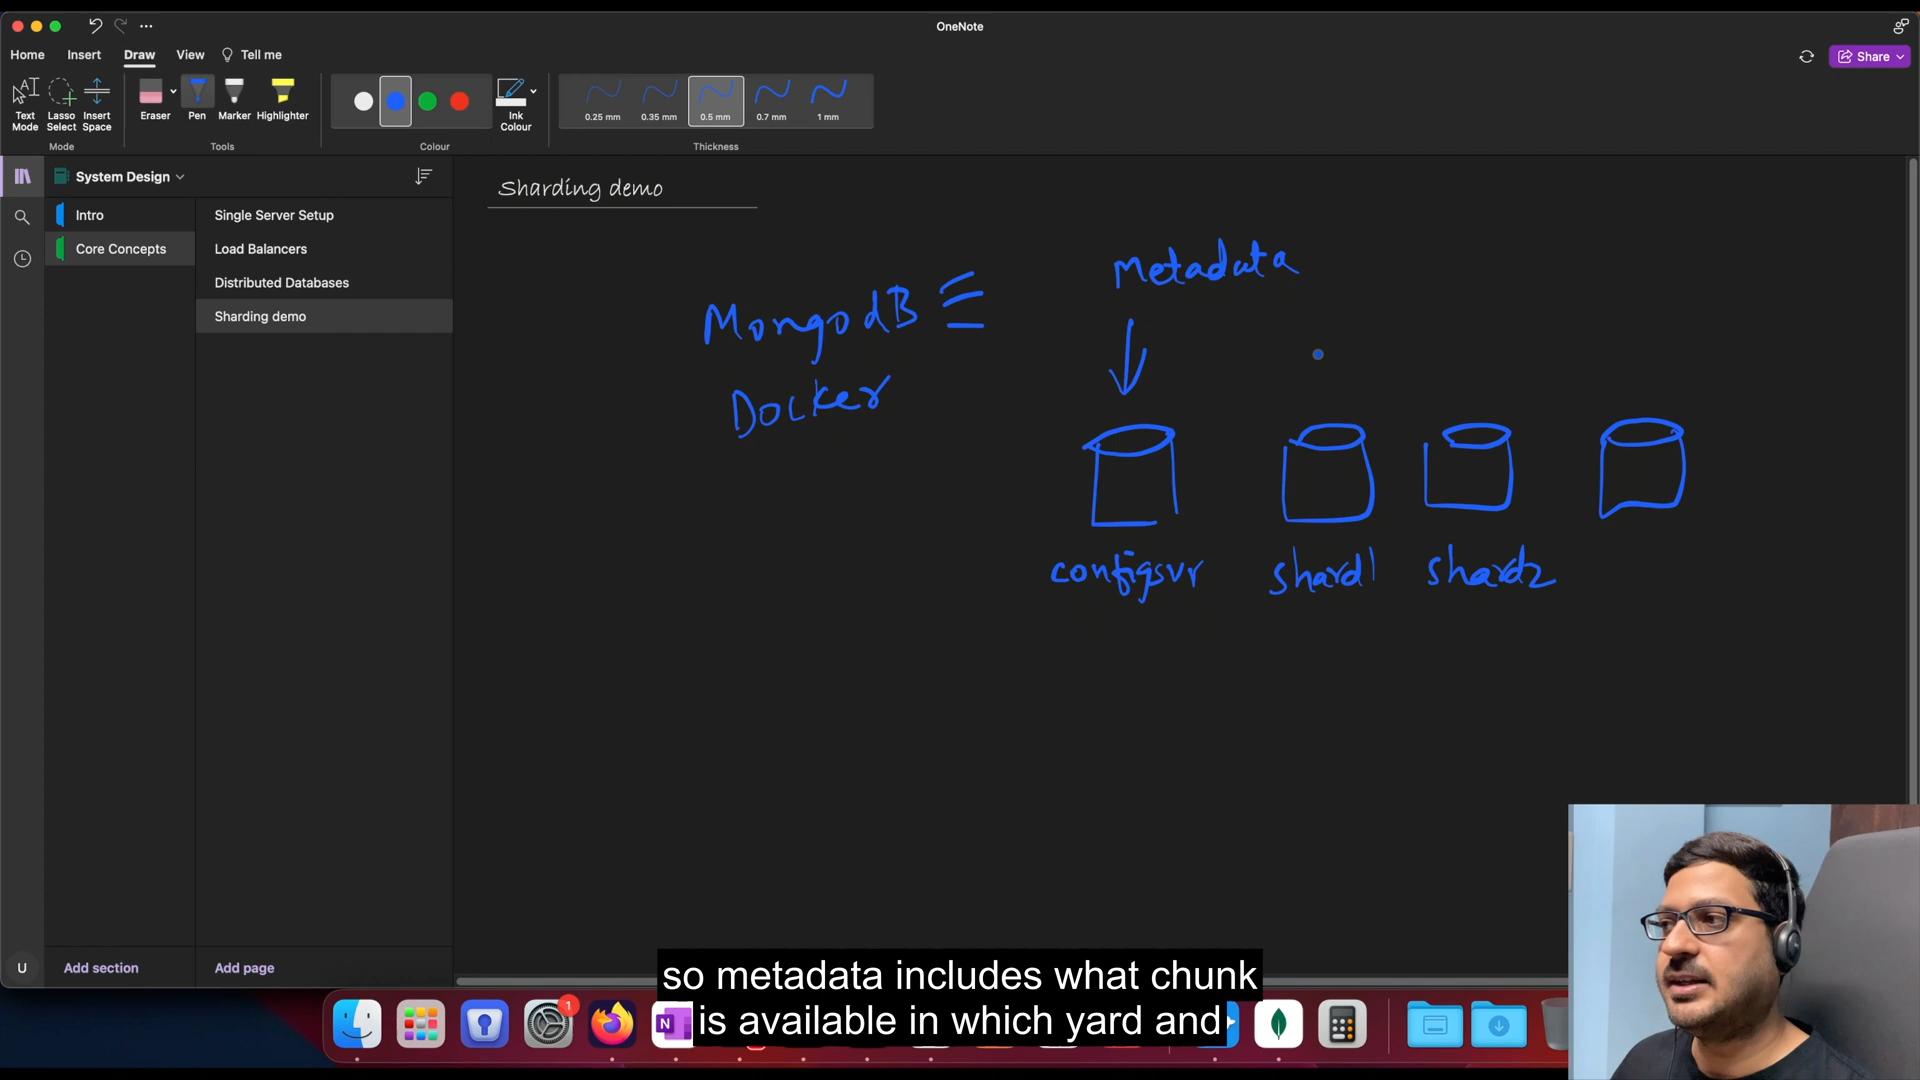 OneNote
Home Insert Draw View Tell me
Share
Text Mode
Lasso Select
Insert Space
Eraser
Pen
Marker
Highlighter
Ink Colour
0.25 mm
0.35 mm
0.5 mm
0.7 mm
1 mm
Mode
Tools
Colour
Thickness
System Design
Intro
Core Concepts
Single Server Setup
Load Balancers
Distributed Databases
Sharding demo
Sharding demo
Metadata
MongodB
Docker
configsvr
shard1
shard2
U
Add section
Add page
so metadata includes what chunk
is available in which yard and
1
N